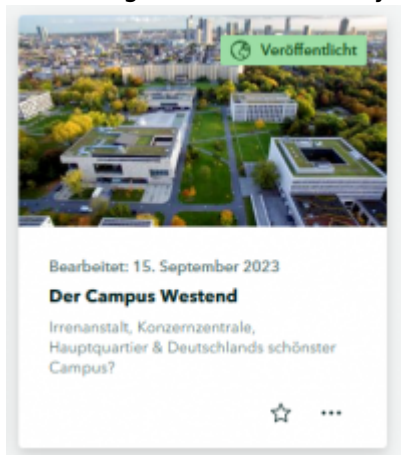 Veröffentlicht
Bearbeitet: 15. September 2023
Der Campus Westend
Irrenanstalt, Konzernzentrale,
Hauptquartier & Deutschlands schönster
Campus?